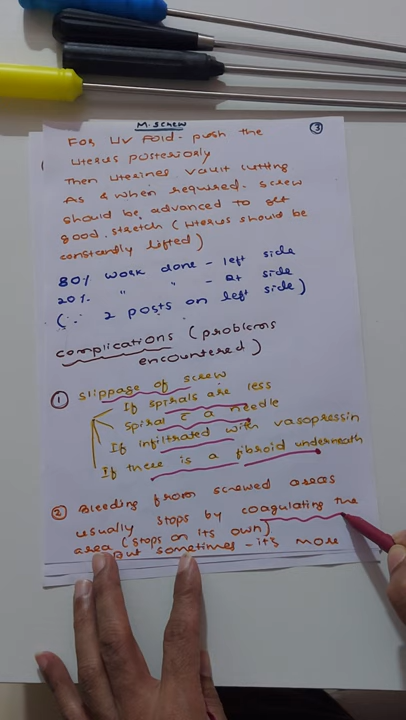 M. SCREW
③
For UV Fold - push the
Uterus posteriorly
Then Uterines, vault cutting
As & when required. screw
should be advanced to get
good stretch (Uterus should be
constantly lifted)
80% work done - left side
20% " " - Rt side
(∵ 2 posts on left side)
complications (problems
encountered)
① slippage of screw
If spirals are less
Spiral c̄ a needle
If infiltrated with vasopressin
If there is a fibroid underneath
② Bleeding from screwed areas
usually stops by coagulating the
area (stops on its own)
But sometimes - it's more